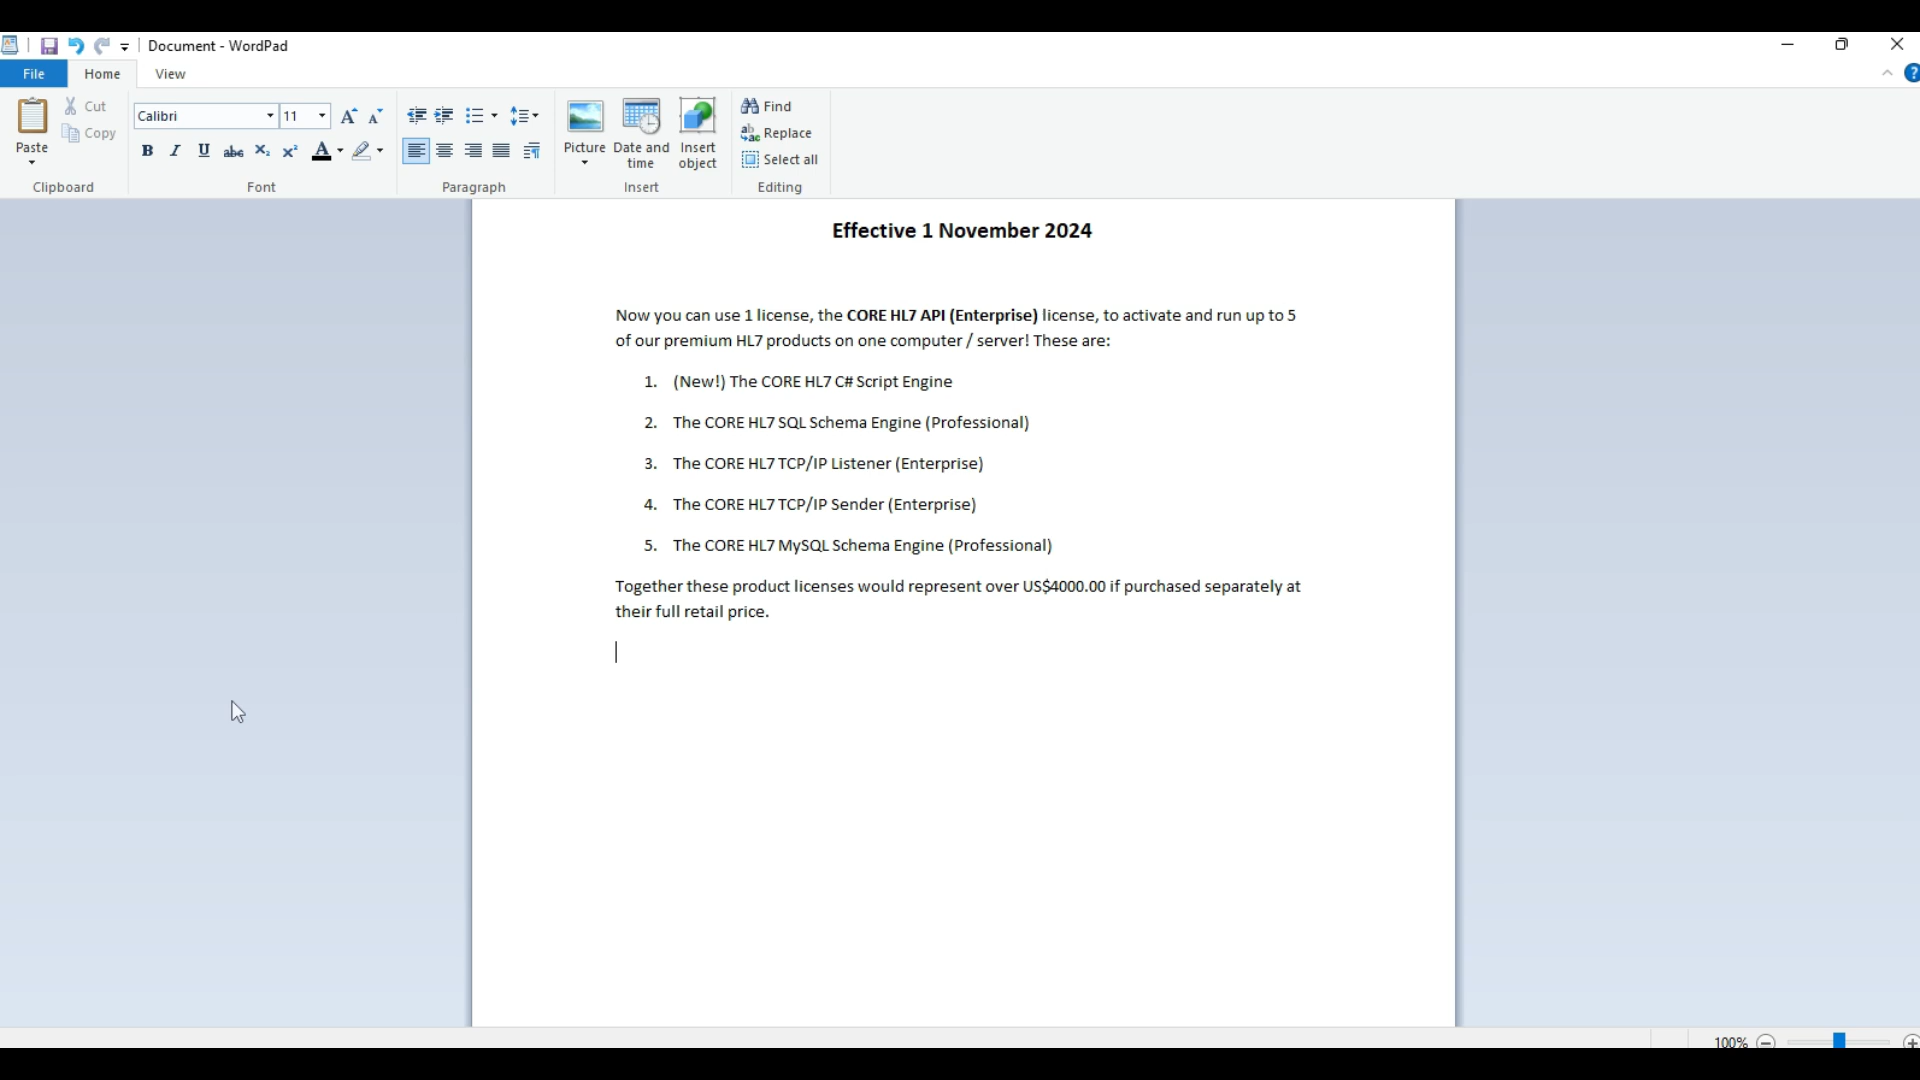 Document - WordPad
File Home View
Paste
Cut
Copy
Clipboard
Calibri 11
B I U abc X₂ X² A
Font
Paragraph
Picture
Date and time
Insert object
Insert
Find
Replace
Select all
Editing
Effective 1 November 2024
Now you can use 1 license, the CORE HL7 API (Enterprise) license, to activate and run up to 5
of our premium HL7 products on one computer / server! These are:
1. (New!) The CORE HL7 C# Script Engine
2. The CORE HL7 SQL Schema Engine (Professional)
3. The CORE HL7 TCP/IP Listener (Enterprise)
4. The CORE HL7 TCP/IP Sender (Enterprise)
5. The CORE HL7 MySQL Schema Engine (Professional)
Together these product licenses would represent over US$4000.00 if purchased separately at
their full retail price.
100%